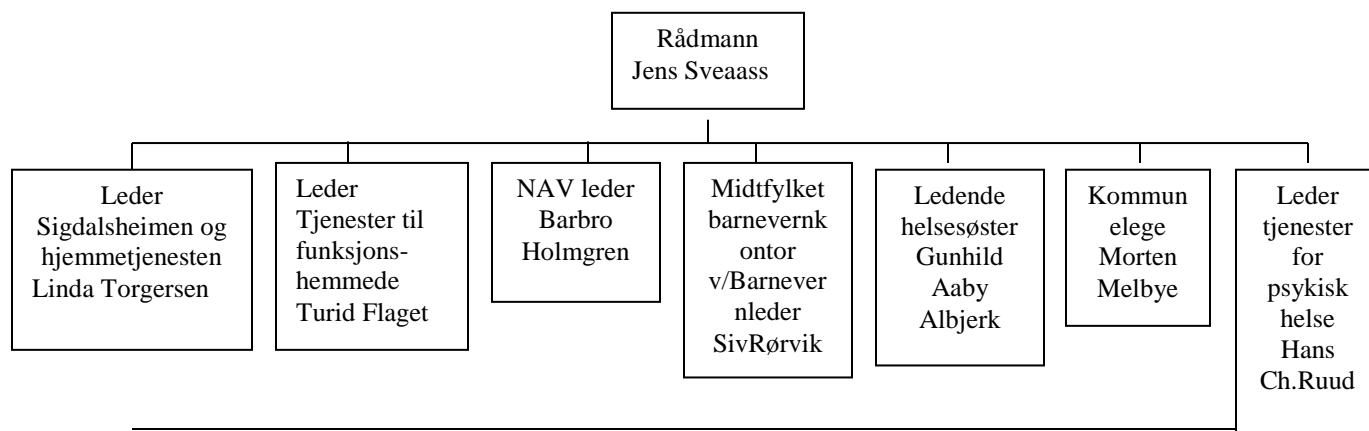 Rådmann
Jens Sveaass
Leder
Sigdalsheimen og
hjemmetjenesten
Linda Torgersen
Leder
Tjenester til
funksjons-
hemmede
Turid Flaget
NAV leder
Barbro
Holmgren
Midtfylket
barnevernk
ontor
v/Barnever
nleder
SivRørvik
Ledende
helsesøster
Gunhild
Aaby
Albjerk
Kommun
elege
Morten
Melbye
Leder
tjenester
for
psykisk
helse
Hans
Ch.Ruud